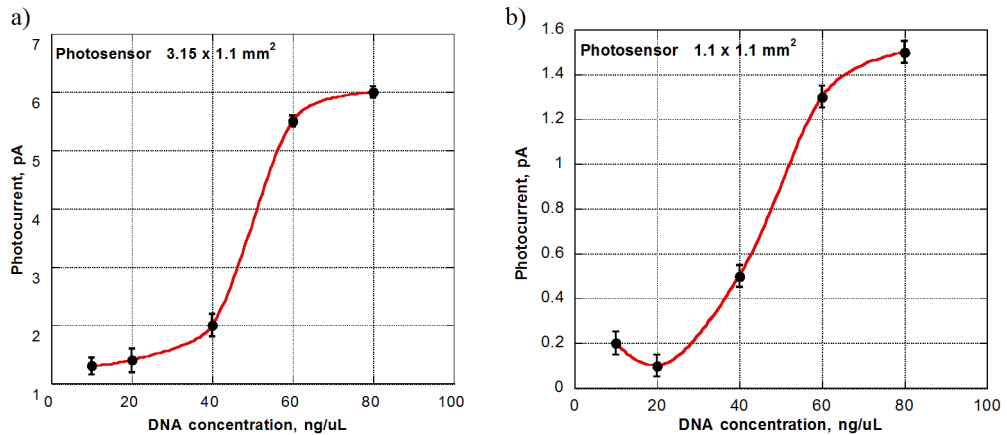 a)
Photosensor 3.15 x 1.1 mm²
Photocurrent, pA
7
6
5
4
3
2
1
0 20 40 60 80 100
DNA concentration, ng/uL
b)
Photosensor 1.1 x 1.1 mm²
Photocurrent, pA
1.6
1.4
1.2
1
0.8
0.6
0.4
0.2
0
0 20 40 60 80 100
DNA concentration, ng/uL